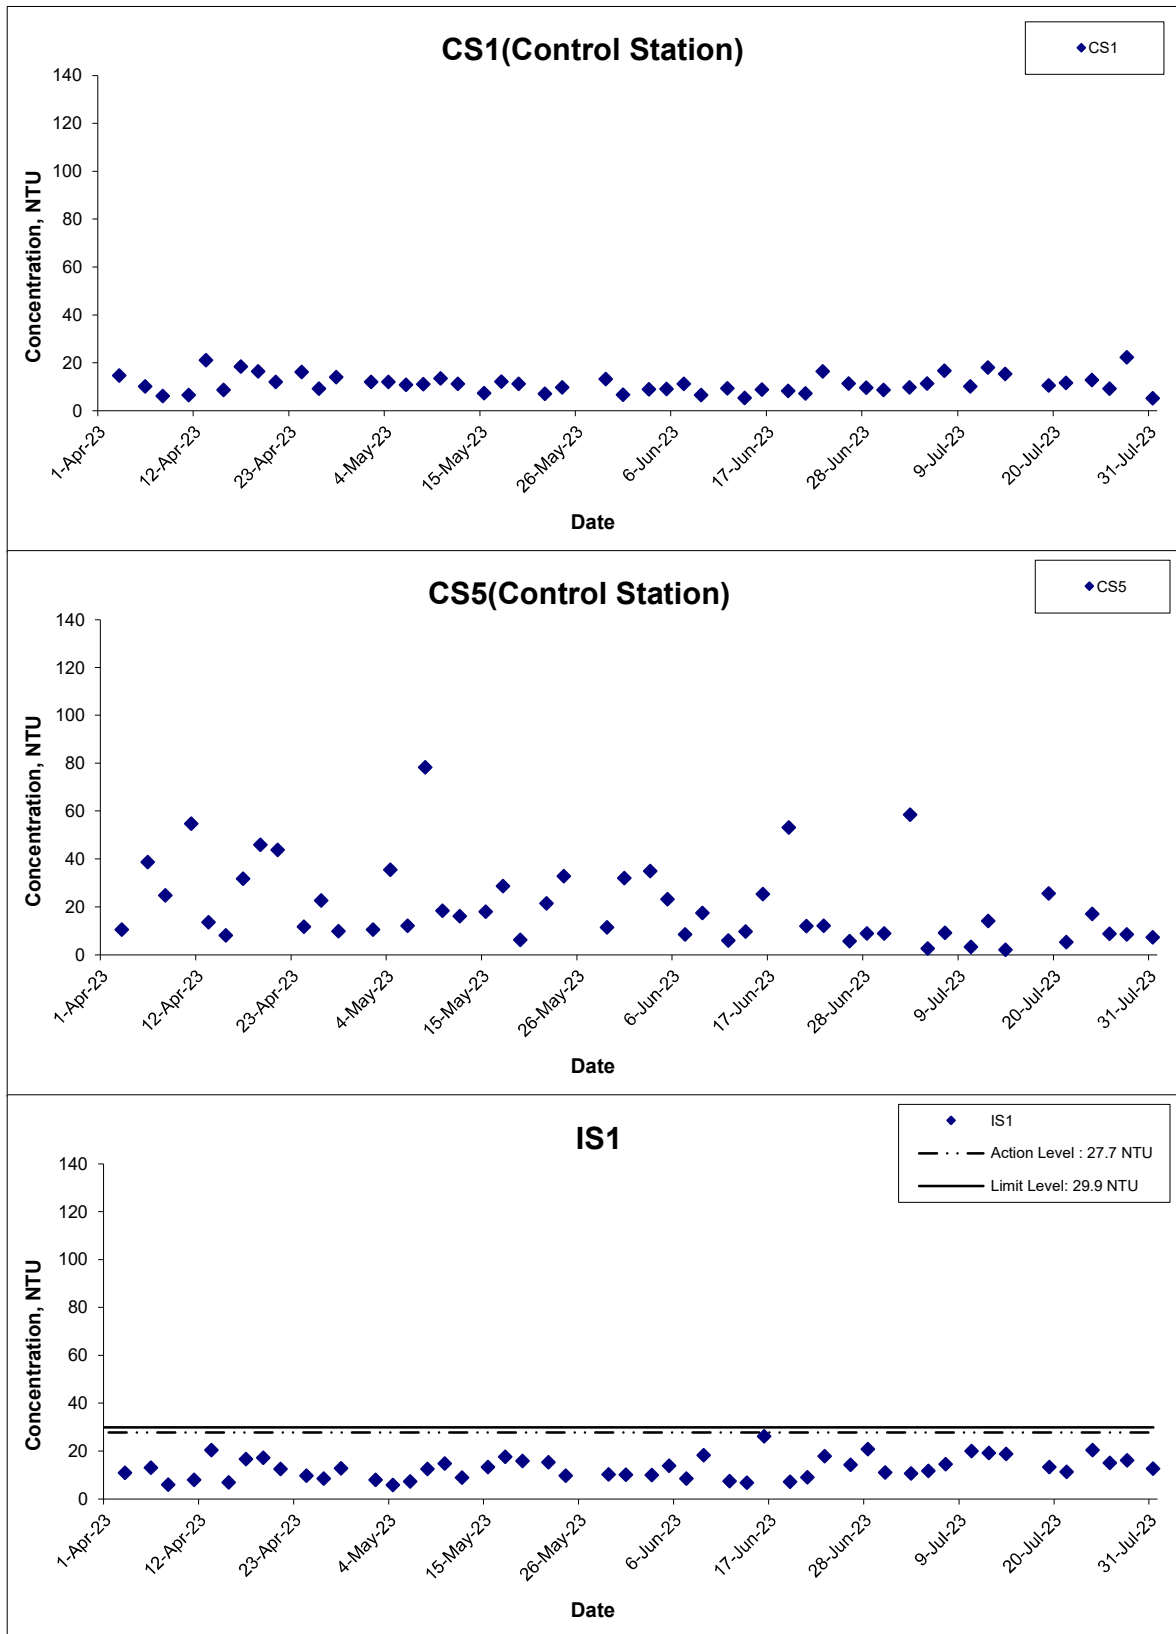 CS1(Control Station)
CS1
140
120
100
80
60
40
20
0
Concentration, NTU
1-Apr-23
12-Apr-23
23-Apr-23
4-May-23
15-May-23
26-May-23
6-Jun-23
17-Jun-23
28-Jun-23
9-Jul-23
20-Jul-23
31-Jul-23
Date
CS5(Control Station)
CS5
140
120
100
80
60
40
20
0
Concentration, NTU
1-Apr-23
12-Apr-23
23-Apr-23
4-May-23
15-May-23
26-May-23
6-Jun-23
17-Jun-23
28-Jun-23
9-Jul-23
20-Jul-23
31-Jul-23
Date
IS1
IS1
Action Level : 27.7 NTU
Limit Level: 29.9 NTU
140
120
100
80
60
40
20
0
Concentration, NTU
1-Apr-23
12-Apr-23
23-Apr-23
4-May-23
15-May-23
26-May-23
6-Jun-23
17-Jun-23
28-Jun-23
9-Jul-23
20-Jul-23
31-Jul-23
Date